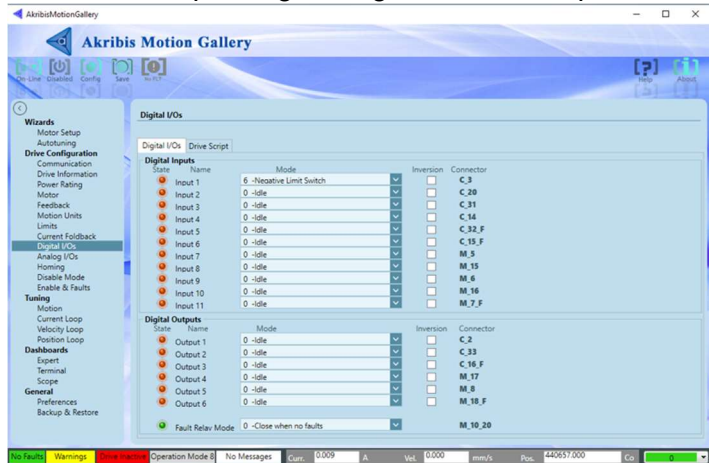 AkribisMotionGallery
Akribis Motion Gallery
On-Line Disabled Config Save No FLT Help About
Digital I/Os
Wizards
Motor Setup
Autotuning
Drive Configuration
Communication
Drive Information
Power Rating
Motor
Feedback
Motion Units
Limits
Current Foldback
Digital I/Os
Analog I/Os
Homing
Disable Mode
Enable & Faults
Tuning
Motion
Current Loop
Velocity Loop
Position Loop
Dashboards
Expert
Terminal
Scope
General
Preferences
Backup & Restore
Digital I/Os Drive Script
Digital Inputs
State Name Mode Inversion Connector
Input 1 6 -Negative Limit Switch C_3
Input 2 0 -Idle C_20
Input 3 0 -Idle C_31
Input 4 0 -Idle C_14
Input 5 0 -Idle C_32_F
Input 6 0 -Idle C_15_F
Input 7 0 -Idle M_5
Input 8 0 -Idle M_15
Input 9 0 -Idle M_6
Input 10 0 -Idle M_16
Input 11 0 -Idle M_7_F
Digital Outputs
State Name Mode Inversion Connector
Output 1 0 -Idle C_2
Output 2 0 -Idle C_33
Output 3 0 -Idle C_16_F
Output 4 0 -Idle M_17
Output 5 0 -Idle M_8
Output 6 0 -Idle M_18_F
Fault Relay Mode 0 -Close when no faults M_10_20
No Faults Warnings Drive Inactive Operation Mode 8 No Messages Curr. 0.009 A Vel. 0.000 mm/s Pos. 440657.000 Co 0